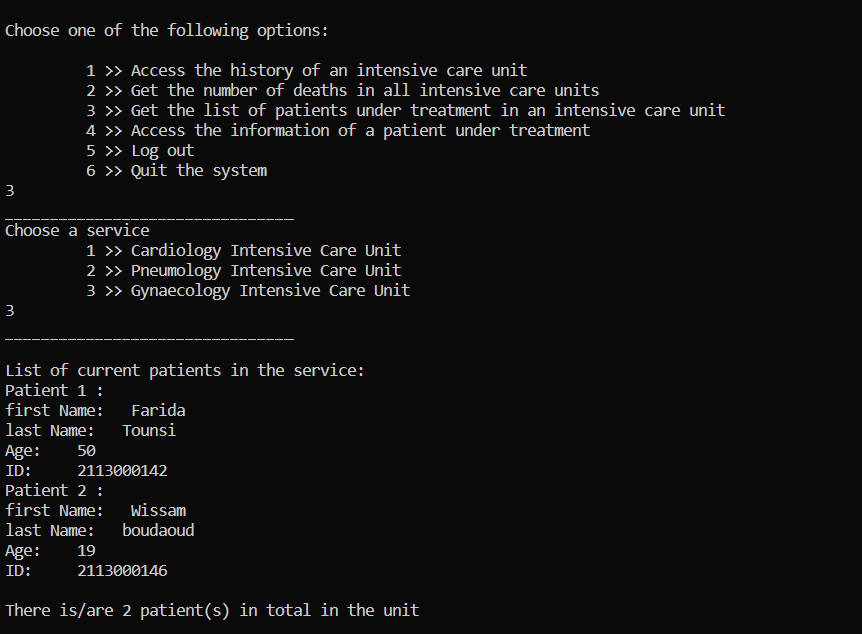 Choose one of the following options:
1 >> Access the history of an intensive care unit
2 >> Get the number of deaths in all intensive care units
3 >> Get the list of patients under treatment in an intensive care unit
4 >> Access the information of a patient under treatment
5 >> Log out
6 >> Quit the system
3
________________________________
Choose a service
1 >> Cardiology Intensive Care Unit
2 >> Pneumology Intensive Care Unit
3 >> Gynaecology Intensive Care Unit
3
________________________________
List of current patients in the service:
Patient 1 :
first Name:   Farida
last Name:   Tounsi
Age:    50
ID:     2113000142
Patient 2 :
first Name:   Wissam
last Name:   boudaoud
Age:    19
ID:     2113000146
There is/are 2 patient(s) in total in the unit